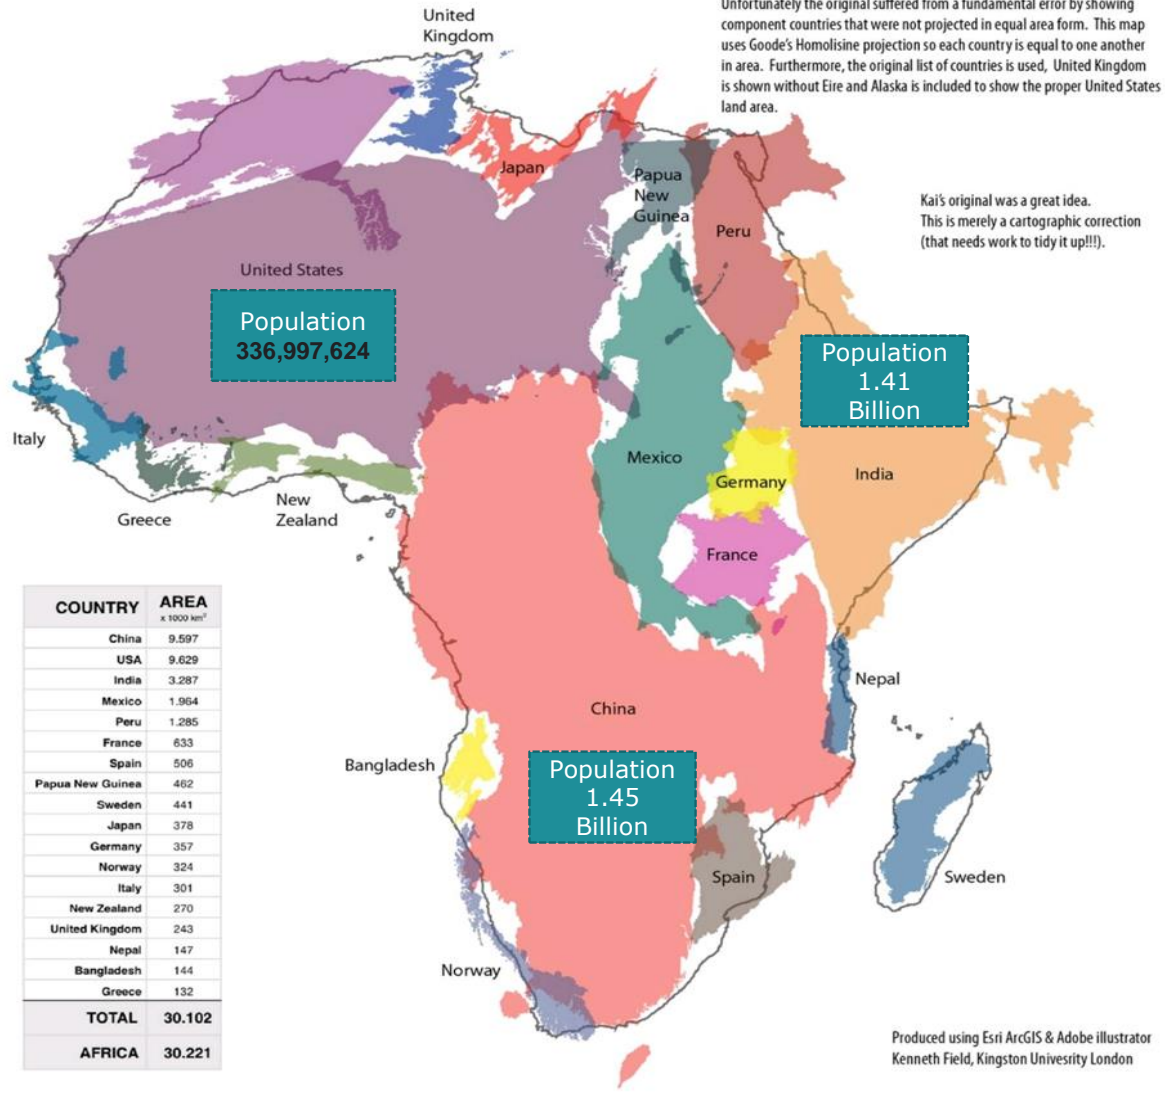 Unfortunately the original suffered from a fundamental error by showing
component countries that were not projected in equal area form. This map
uses Goode's Homolisine projection so each country is equal to one another
in area. Furthermore, the original list of countries is used, United Kingdom
is shown without Eire and Alaska is included to show the proper United States
land area.
United
Kingdom
Japan
Papua
New
Guinea
Peru
Kai's original was a great idea.
This is merely a cartographic correction
(that needs work to tidy it up!!!).
United States
Population
336,997,624
Population
1.41
Billion
Italy
Greece
New
Zealand
Mexico
Germany
India
France
COUNTRY AREA
x 1000 km²
China 9.597
USA 9.629
India 3.287
Mexico 1.964
Peru 1.285
France 633
Spain 506
Papua New Guinea 462
Sweden 441
Japan 378
Germany 357
Norway 324
Italy 301
New Zealand 270
United Kingdom 243
Nepal 147
Bangladesh 144
Greece 132
TOTAL 30.102
AFRICA 30.221
Nepal
China
Bangladesh
Population
1.45
Billion
Spain
Sweden
Norway
Produced using Esri ArcGIS & Adobe illustrator
Kenneth Field, Kingston Univesrity London